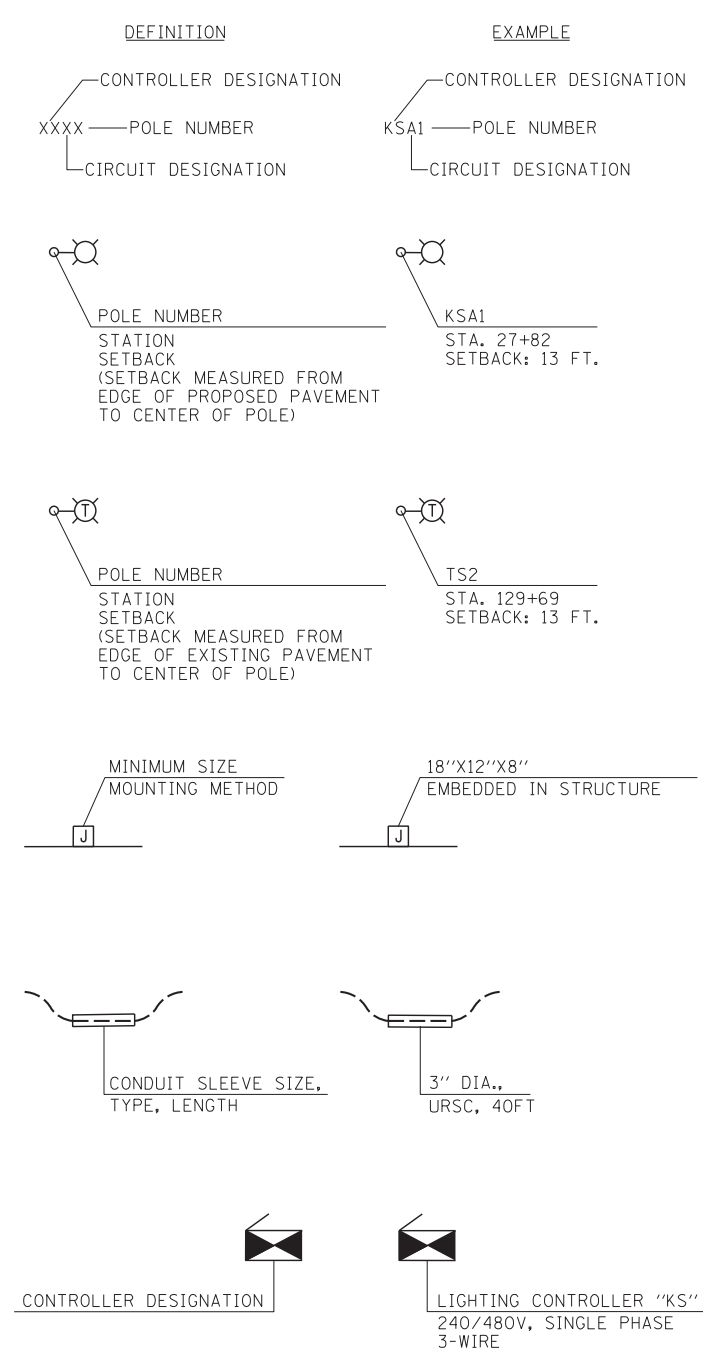 DEFINITION
EXAMPLE
CONTROLLER DESIGNATION
XXXX
POLE NUMBER
CIRCUIT DESIGNATION
CONTROLLER DESIGNATION
KSA1
POLE NUMBER
CIRCUIT DESIGNATION
POLE NUMBER
STATION
SETBACK
(SETBACK MEASURED FROM
EDGE OF PROPOSED PAVEMENT
TO CENTER OF POLE)
KSA1
STA. 27+82
SETBACK: 13 FT.
T
POLE NUMBER
STATION
SETBACK
(SETBACK MEASURED FROM
EDGE OF EXISTING PAVEMENT
TO CENTER OF POLE)
T
TS2
STA. 129+69
SETBACK: 13 FT.
MINIMUM SIZE
MOUNTING METHOD
J
18''X12''X8''
EMBEDDED IN STRUCTURE
J
CONDUIT SLEEVE SIZE,
TYPE, LENGTH
3'' DIA.,
URSC, 40FT
CONTROLLER DESIGNATION
LIGHTING CONTROLLER ''KS''
240/480V, SINGLE PHASE
3-WIRE